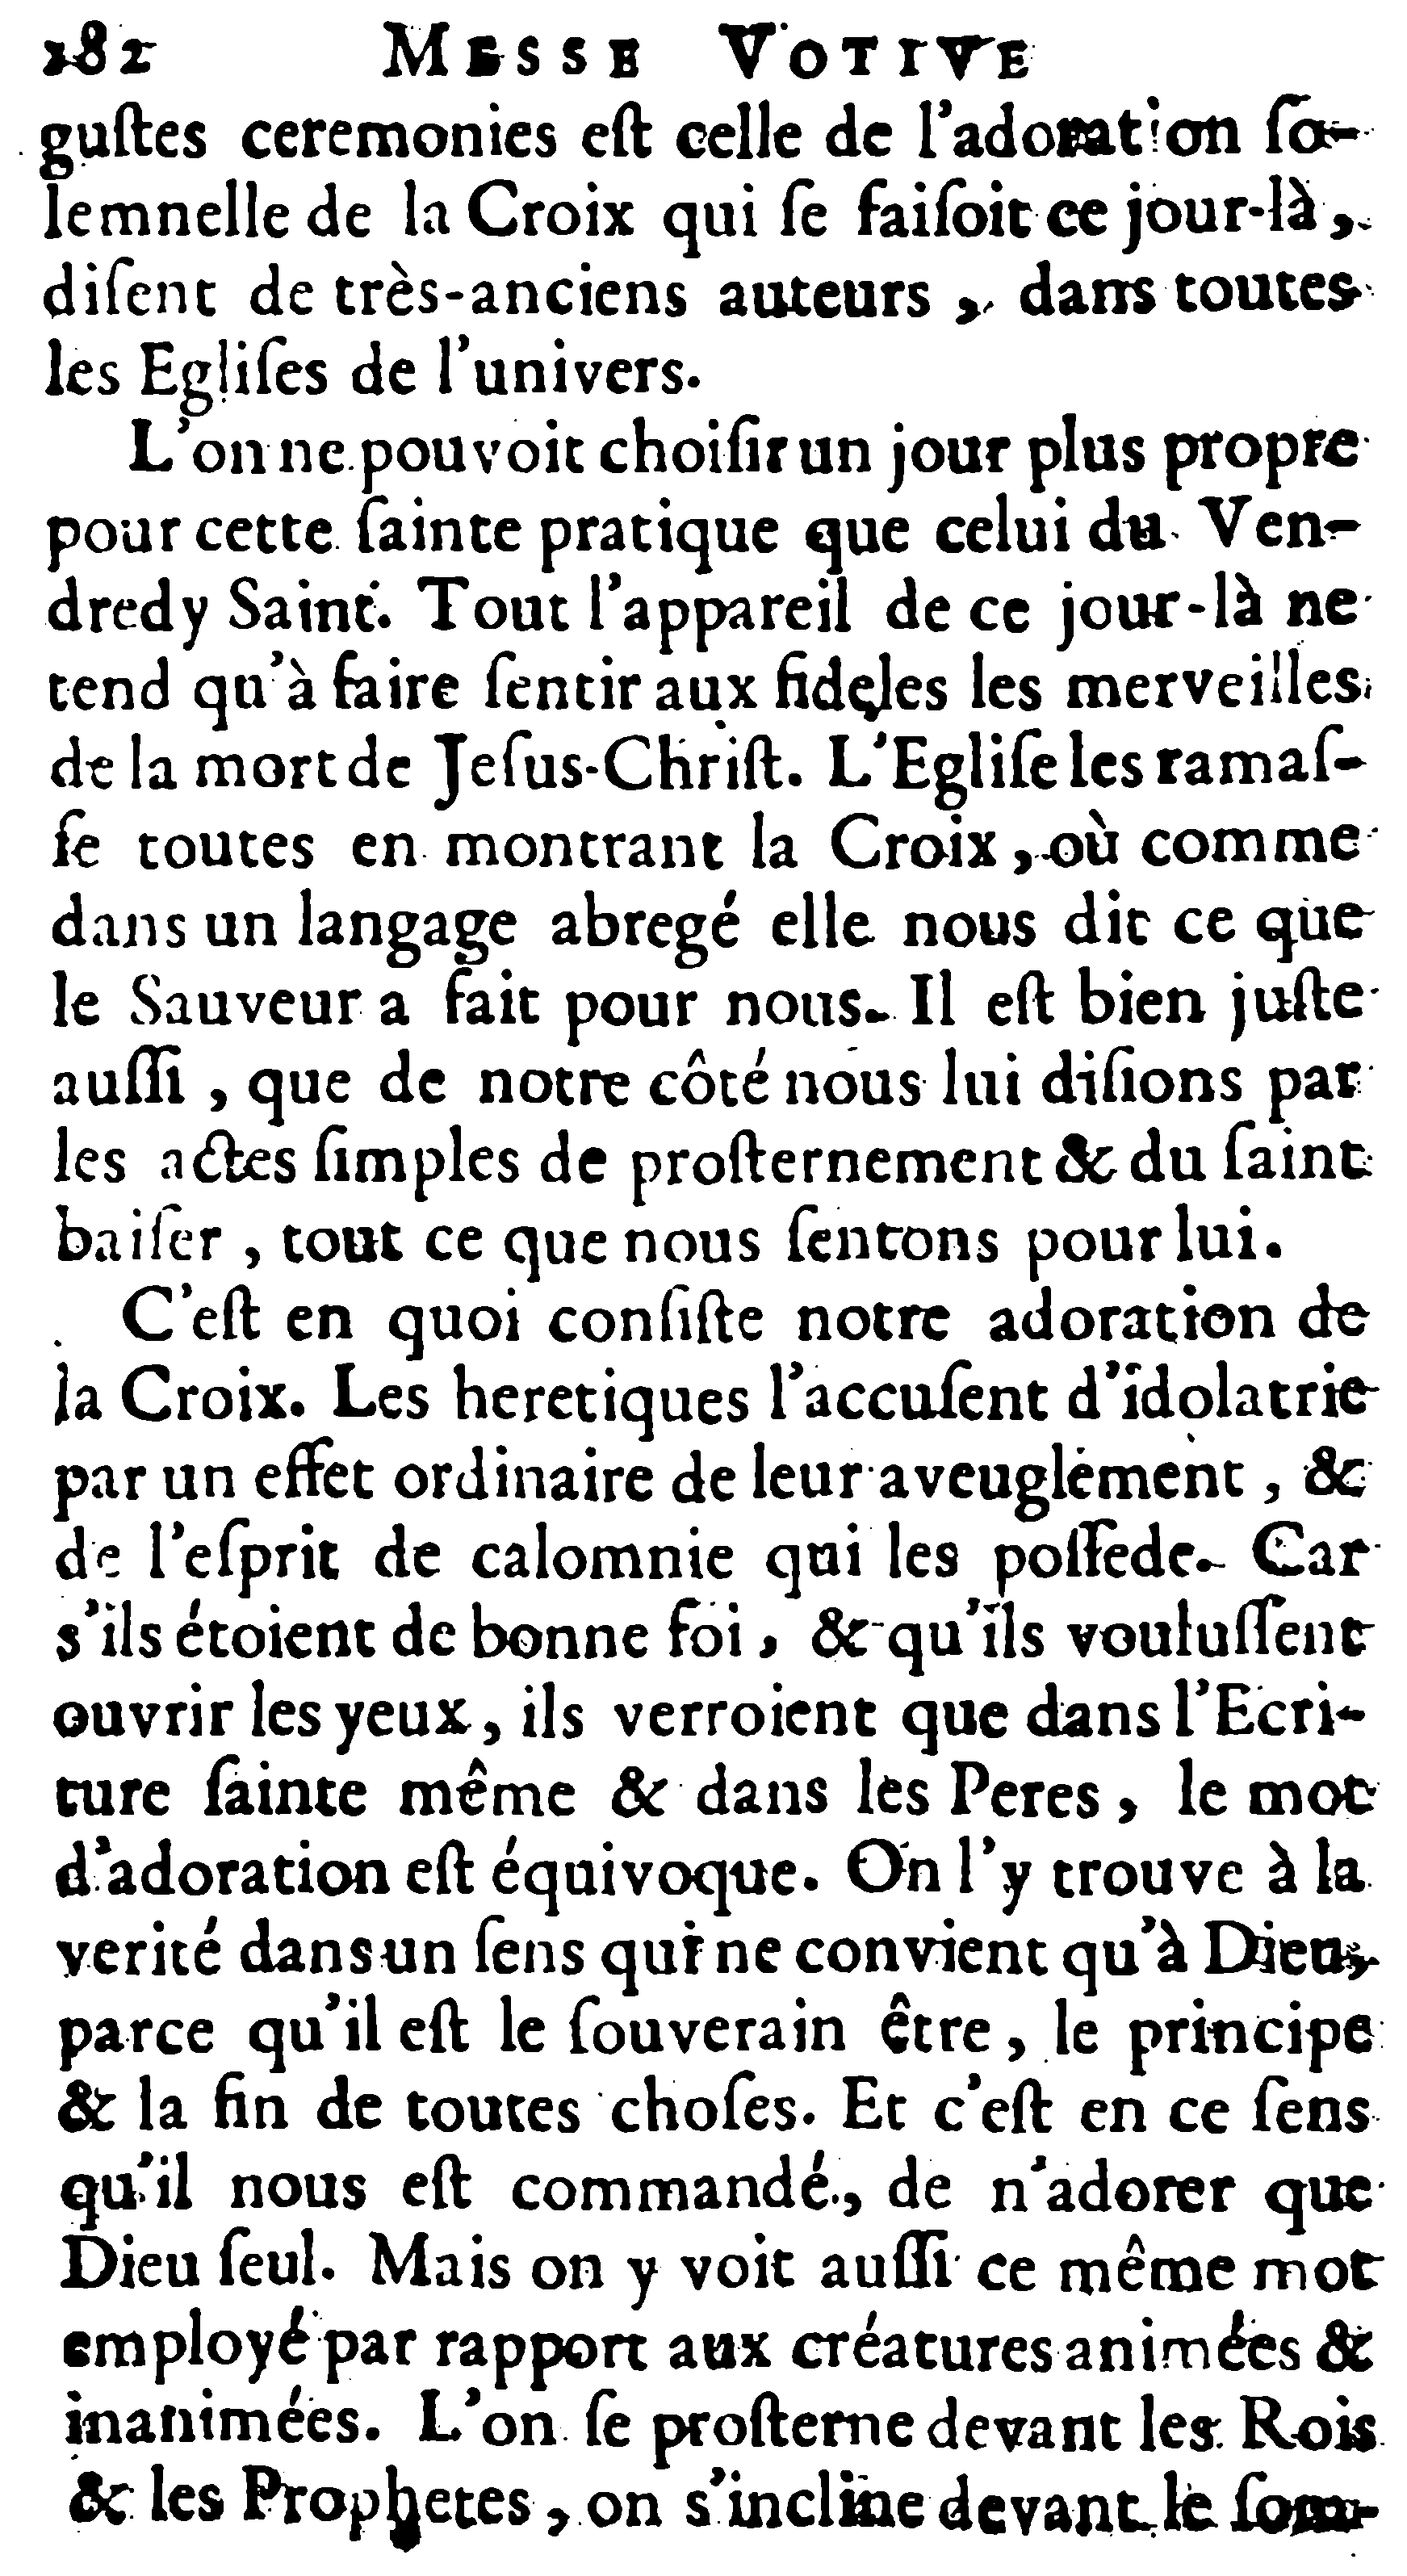 182 MESSE VOTIVE
guſtes ceremonies eſt celle de l'adoration ſo-
lemnelle de la Croix qui ſe faiſoit ce jour-là,
diſent de très-anciens auteurs, dans toutes
les Egliſes de l'univers.
L'on ne pouvoit choiſir un jour plus propre
pour cette ſainte pratique que celui du Ven-
dredy Saint. Tout l'appareil de ce jour-là ne
tend qu'à faire ſentir aux fideles les merveilles
de la mort de Jeſus-Chriſt. L'Egliſe les ramaſ-
ſe toutes en montrant la Croix, où comme
dans un langage abregé elle nous dit ce que
le Sauveur a fait pour nous. Il eſt bien juſte
auſſi, que de notre côté nous lui diſions par
les actes ſimples de proſternement & du ſaint
baiſer, tout ce que nous ſentons pour lui.
C'eſt en quoi conſiſte notre adoration de
la Croix. Les heretiques l'accuſent d'idolatrie
par un effet ordinaire de leur aveuglement, &
de l'eſprit de calomnie qui les poſſede. Car
s'ils étoient de bonne foi, & qu'ils vouluſſent
ouvrir les yeux, ils verroient que dans l'Ecri-
ture ſainte même & dans les Peres, le mot
d'adoration eſt équivoque. On l'y trouve à la
verité dans un ſens qui ne convient qu'à Dieu,
parce qu'il eſt le ſouverain être, le principe
& la fin de toutes choſes. Et c'eſt en ce ſens
qu'il nous eſt commandé, de n'adorer que
Dieu ſeul. Mais on y voit auſſi ce même mot
employé par rapport aux créatures animées &
inanimées. L'on ſe proſterne devant les Rois
& les Prophetes, on s'incline devant le ſom-